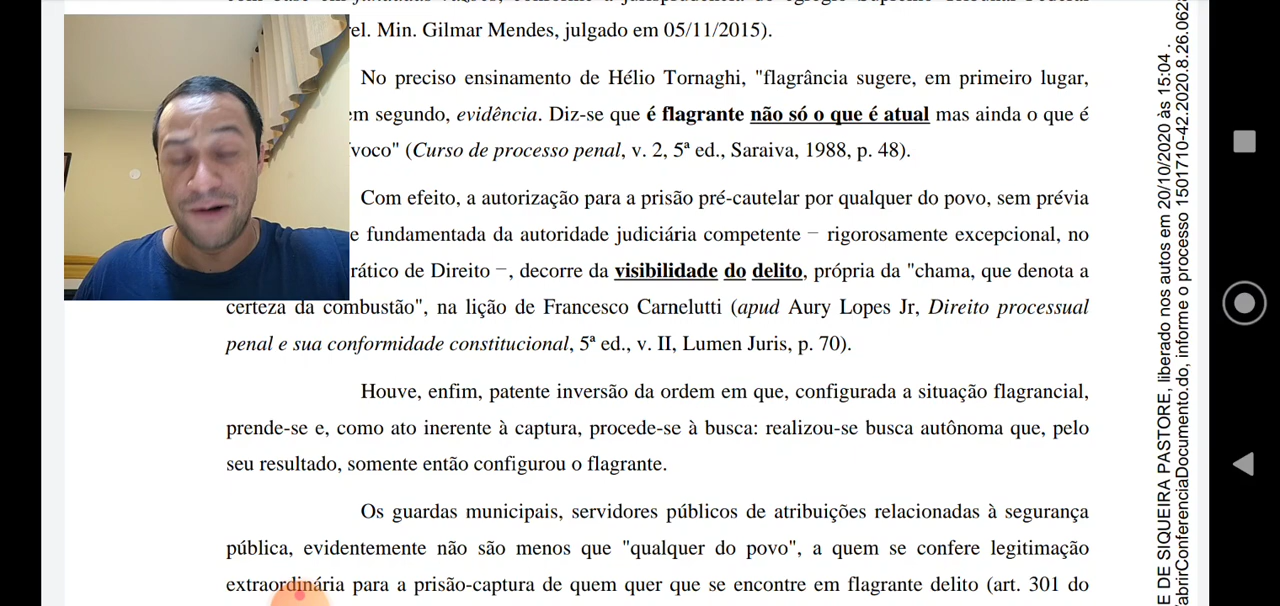 el. Min. Gilmar Mendes, julgado em 05/11/2015).
No preciso ensinamento de Hélio Tornaghi, "flagrância sugere, em primeiro lugar,
em segundo, evidência. Diz-se que é flagrante não só o que é atual mas ainda o que é
voco" (Curso de processo penal, v. 2, 5ª ed., Saraiva, 1988, p. 48).
Com efeito, a autorização para a prisão pré-cautelar por qualquer do povo, sem prévia
e fundamentada da autoridade judiciária competente – rigorosamente excepcional, no
rático de Direito –, decorre da visibilidade do delito, própria da "chama, que denota a
certeza da combustão", na lição de Francesco Carnelutti (apud Aury Lopes Jr, Direito processual
penal e sua conformidade constitucional, 5ª ed., v. II, Lumen Juris, p. 70).
Houve, enfim, patente inversão da ordem em que, configurada a situação flagrancial,
prende-se e, como ato inerente à captura, procede-se à busca: realizou-se busca autônoma que, pelo
seu resultado, somente então configurou o flagrante.
Os guardas municipais, servidores públicos de atribuições relacionadas à segurança
pública, evidentemente não são menos que "qualquer do povo", a quem se confere legitimação
extraordinária para a prisão-captura de quem quer que se encontre em flagrante delito (art. 301 do
E DE SIQUEIRA PASTORE, liberado nos autos em 20/10/2020 às 15:04 .
abrirConferenciaDocumento.do, informe o processo 1501710-42.2020.8.26.062